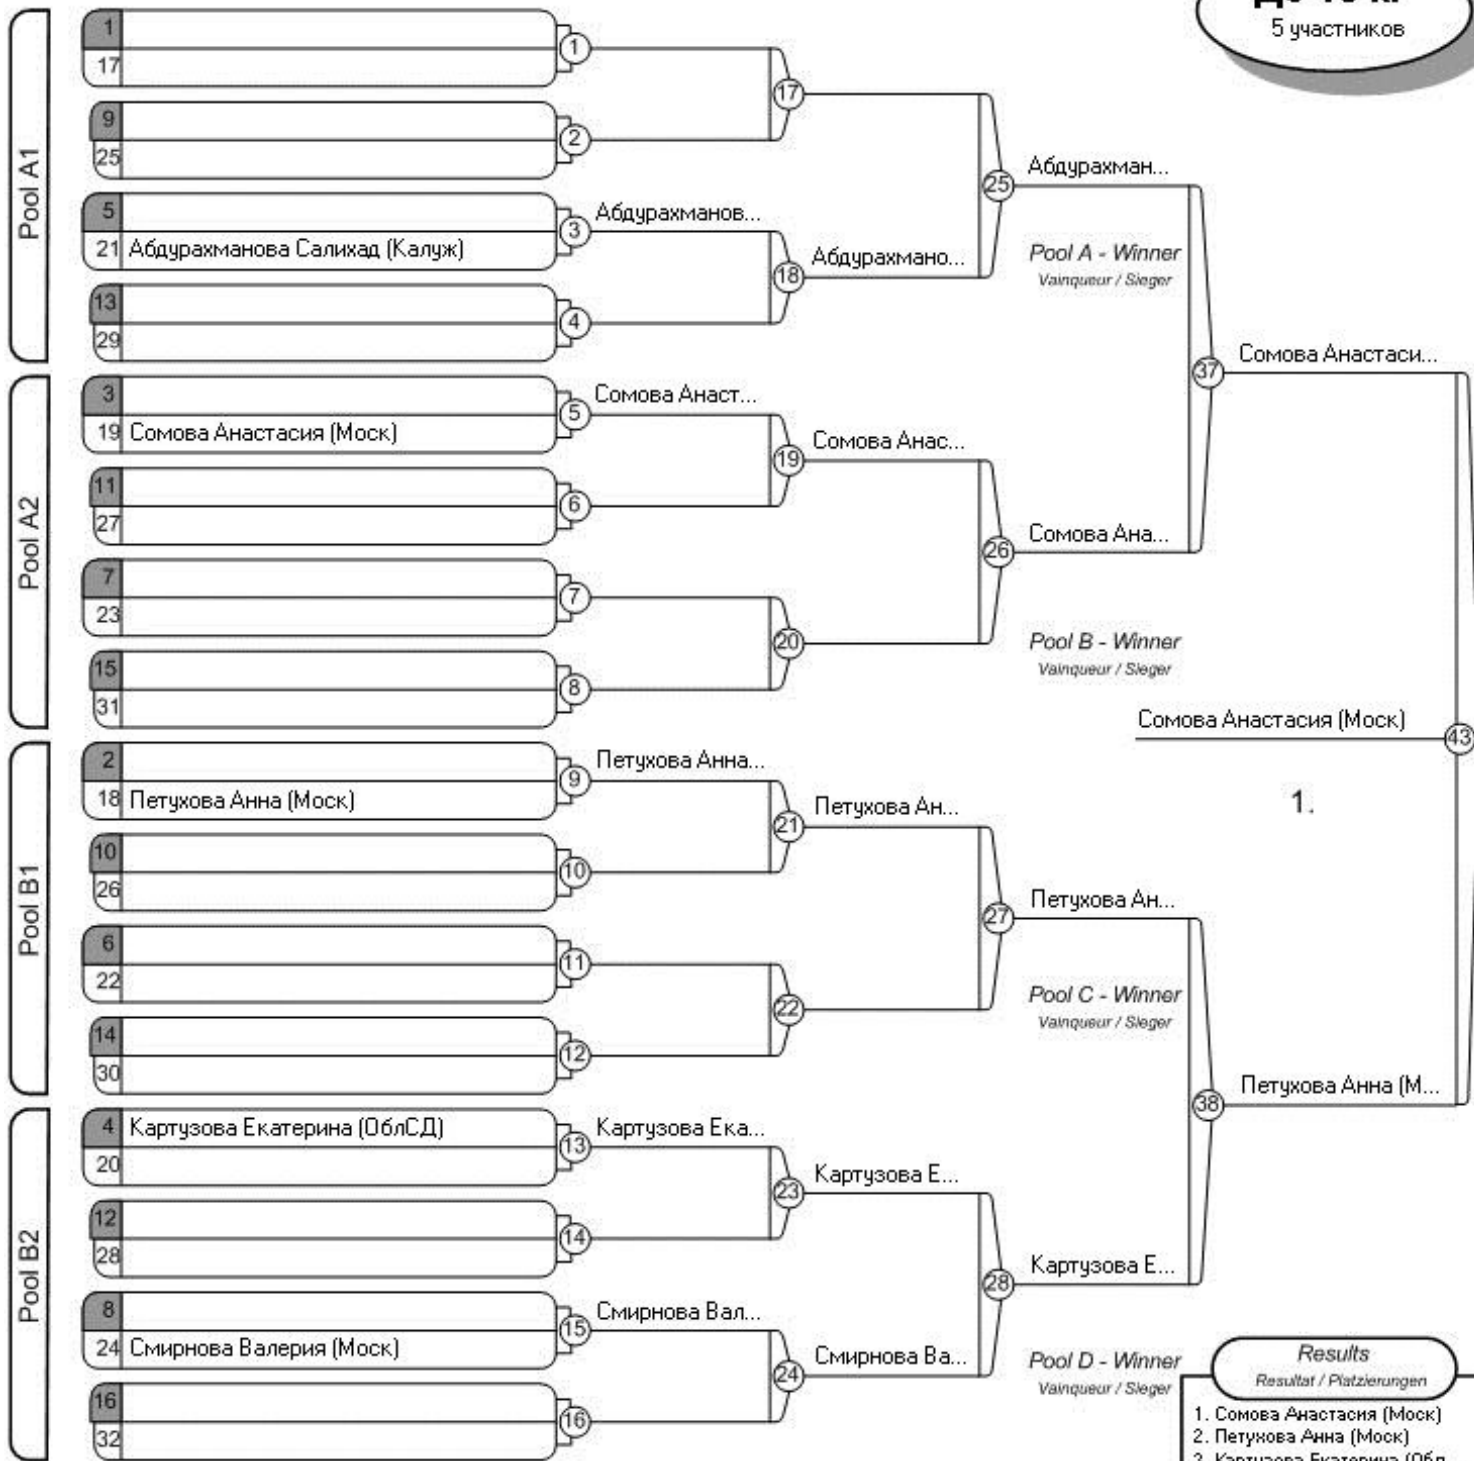 5 участников
Pool A1
1
17
1
9
25
2
17
5
21 Абдурахманова Салихад (Калуж)
3
Абдурахманов...
13
29
4
18
Абдурахмано...
25
Абдурахман...
Pool A - Winner
Vainqueur / Sieger
Pool A2
3
19 Сомова Анастасия (Моск)
5
Сомова Анаст...
11
27
6
19
Сомова Анас...
7
23
7
15
31
8
20
26
Сомова Ана...
Pool B - Winner
Vainqueur / Sieger
37
Сомова Анастаси...
Pool B1
2
18 Петухова Анна (Моск)
9
Петухова Анна...
10
26
10
21
Петухова Ан...
6
22
11
14
30
12
22
27
Петухова Ан...
Pool C - Winner
Vainqueur / Sieger
Pool B2
4 Картузова Екатерина (ОблСД)
20
13
Картузова Ека...
12
28
14
23
Картузова Е...
8
24 Смирнова Валерия (Моск)
15
Смирнова Вал...
16
32
16
24
Смирнова Ва...
28
Картузова Е...
Pool D - Winner
Vainqueur / Sieger
38
Петухова Анна (М...
Сомова Анастасия (Моск)
43
1.
Results
Resultat / Platzierungen
1. Сомова Анастасия (Моск)
2. Петухова Анна (Моск)